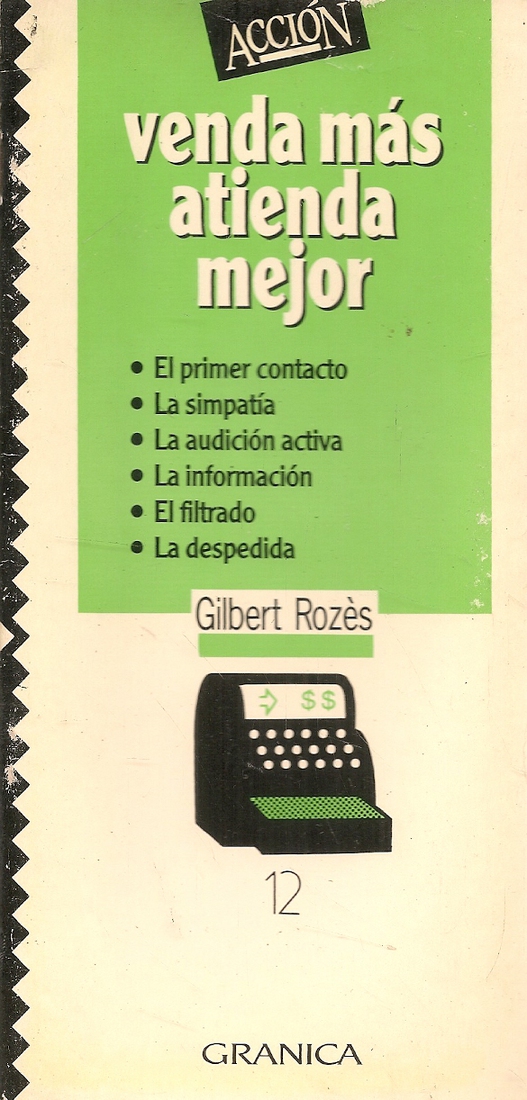 ACCIÓN
venda más
atienda
mejor
• El primer contacto
• La simpatía
• La audición activa
• La información
• El filtrado
• La despedida
Gilbert Rozès
$$
12
GRANICA